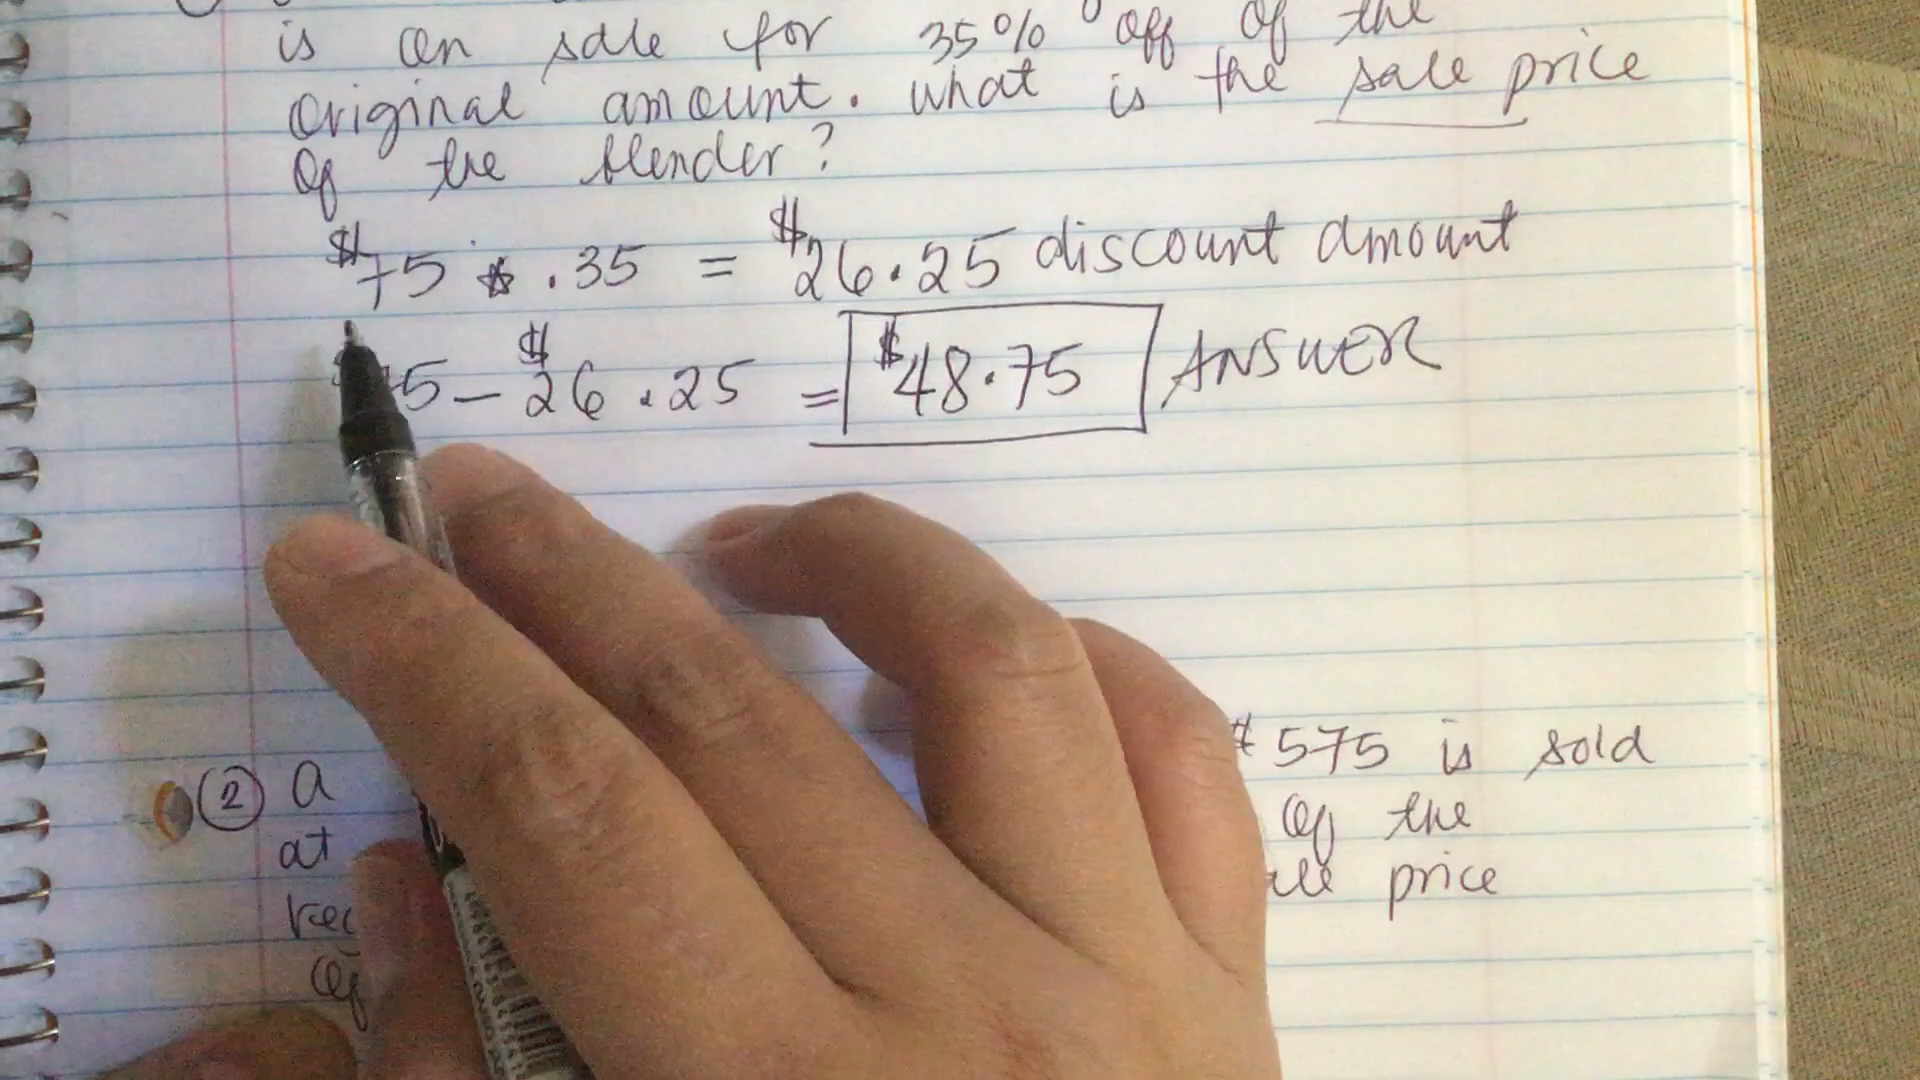 is on sale for 35% off of the
original amount. what is the sale price
of the blender?
$75 * .35 = $26.25 discount amount
5 - $26.25 = $48.75 ANSWER
(2) a $575 is sold
at of the
price
of